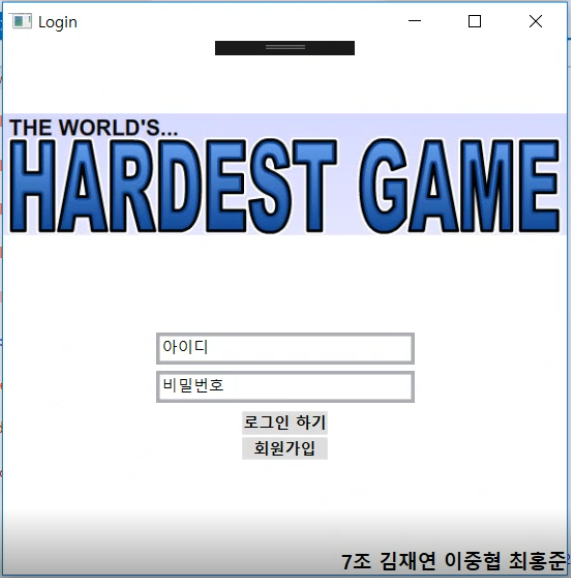 Login
THE WORLD'S...
HARDEST GAME
아이디
비밀번호
로그인 하기
회원가입
7조 김재연 이중협 최홍준